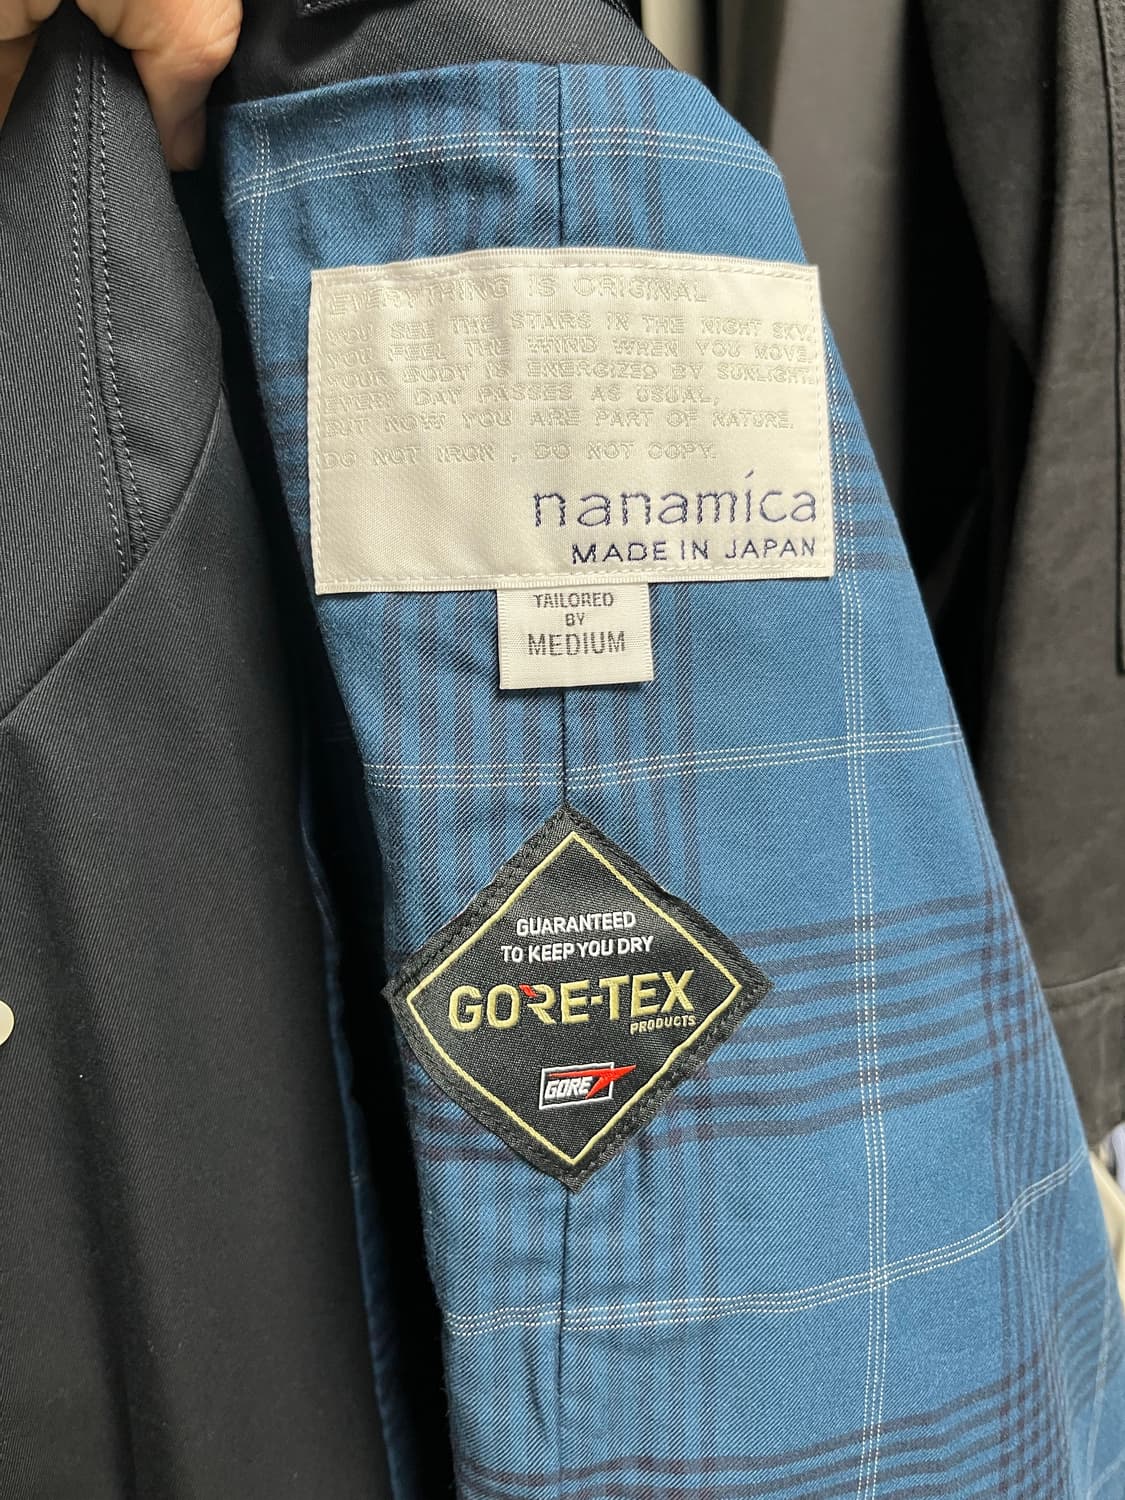 EVERYTHING IS ORIGINAL
YOU SEE THE STARS IN THE NIGHT SKY.
YOU FEEL THE WIND WHEN YOU MOVE.
YOUR BODY IS ENERGIZED BY SUNLIGHT.
EVERY DAY PASSES AS USUAL,
BUT NOW YOU ARE PART OF NATURE.
DO NOT IRON , DO NOT COPY.
nanamíca
MADE IN JAPAN
TAILORED
BY
MEDIUM
GUARANTEED
TO KEEP YOU DRY
GORE-TEX
PRODUCTS
GORE